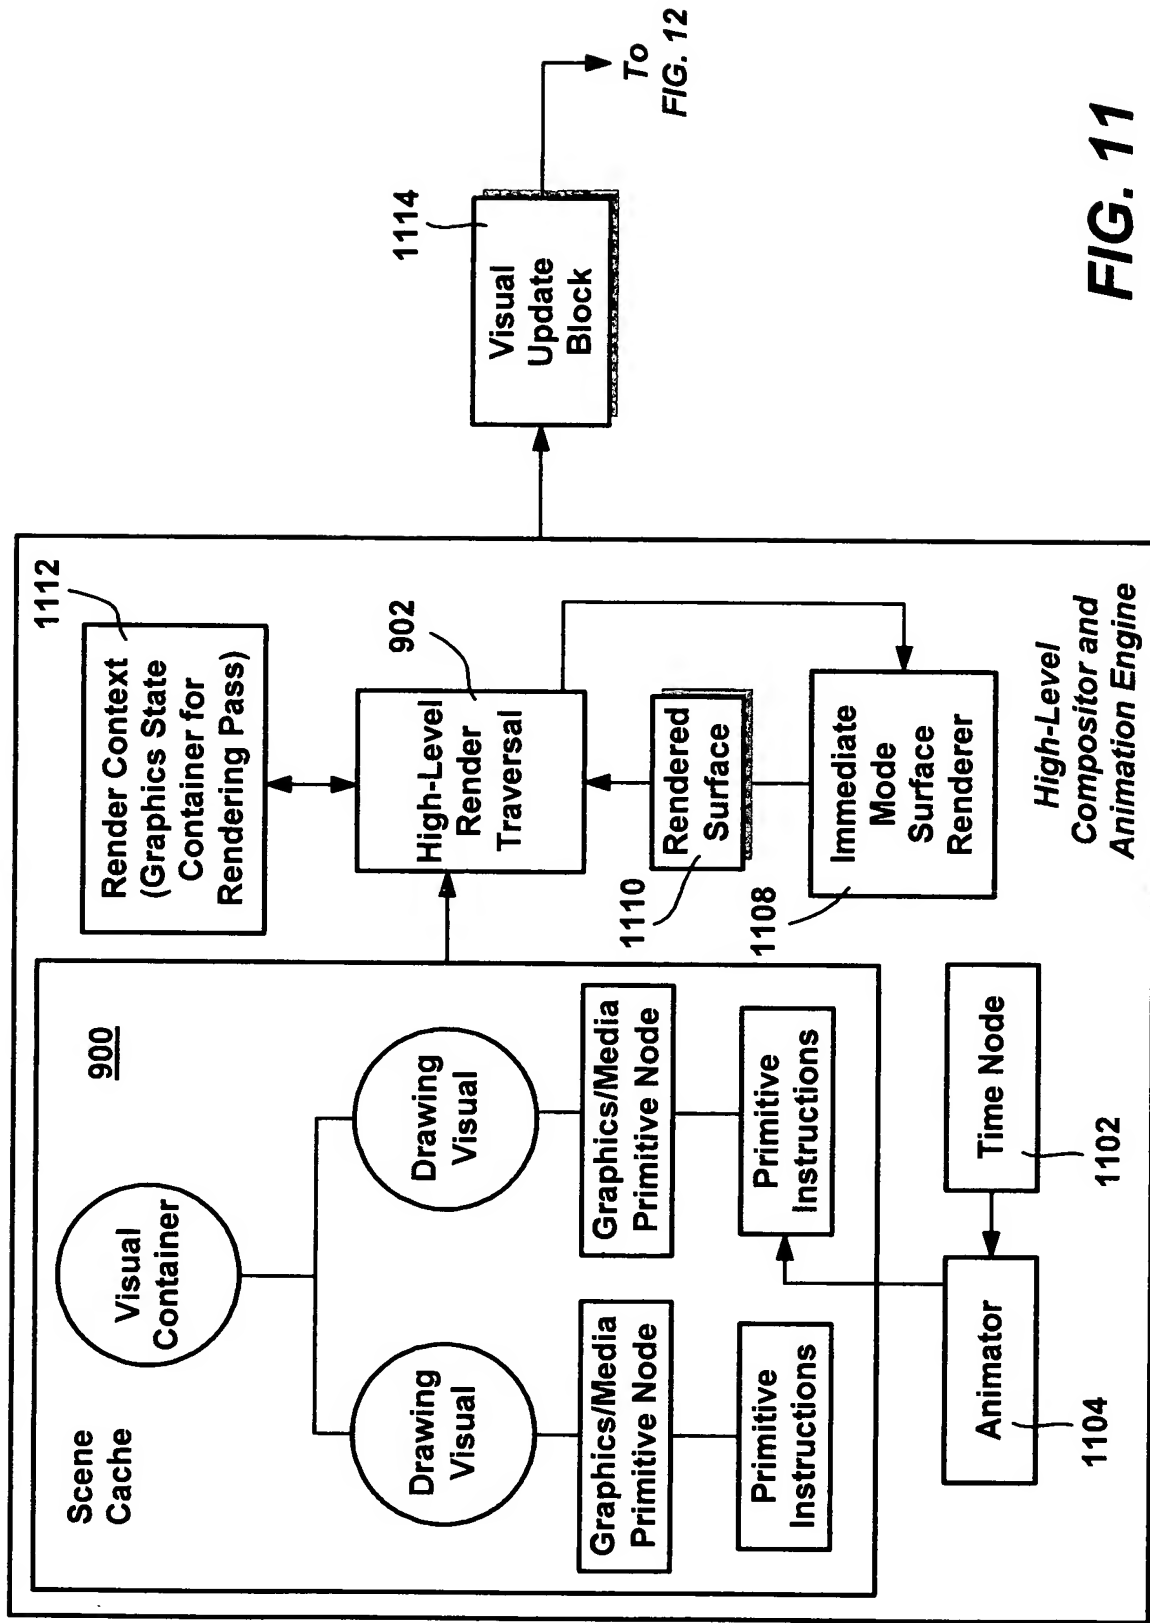 Scene
Cache
900
Visual
Container
Drawing
Visual
Drawing
Visual
Graphics/Media
Primitive Node
Graphics/Media
Primitive Node
Primitive
Instructions
Primitive
Instructions
Animator
1104
Time Node
1102
Render Context
(Graphics State
Container for
Rendering Pass)
1112
High-Level
Render
Traversal
902
Rendered
Surface
1110
Immediate
Mode
Surface
Renderer
1108
High-Level
Compositor and
Animation Engine
Visual
Update
Block
1114
To
FIG. 12
FIG. 11